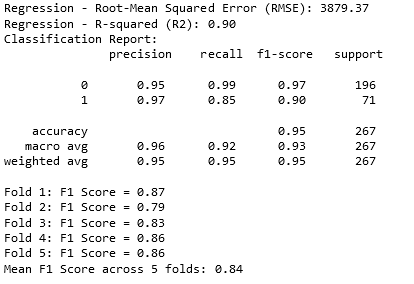 Regression - Root-Mean Squared Error (RMSE): 3879.37
Regression - R-squared (R2): 0.90
Classification Report:
precision recall f1-score support
0 0.95 0.99 0.97 196
1 0.97 0.85 0.90 71
accuracy 0.95 267
macro avg 0.96 0.92 0.93 267
weighted avg 0.95 0.95 0.95 267
Fold 1: F1 Score = 0.87
Fold 2: F1 Score = 0.79
Fold 3: F1 Score = 0.83
Fold 4: F1 Score = 0.86
Fold 5: F1 Score = 0.86
Mean F1 Score across 5 folds: 0.84